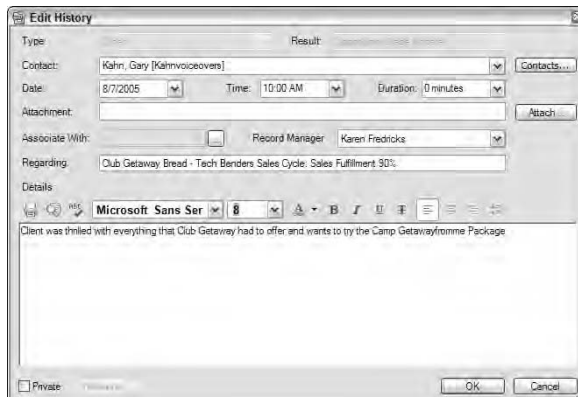 Edit History
Type: Result:
Contact: Kahn, Gary [Kahnvoiceovers] Contacts...
Date: 8/7/2005 Time: 10:00 AM Duration: 0 minutes
Attachment: Attach...
Associate With: ... Record Manager Karen Fredricks
Regarding: Club Getaway Bread - Tech Benders Sales Cycle: Sales Fulfillment 90%
Details
ABC Microsoft Sans Ser 8 A B I U T
Client was thrilled with everything that Club Getaway had to offer and wants to try the Camp Getawayfromme Package
Private OK Cancel